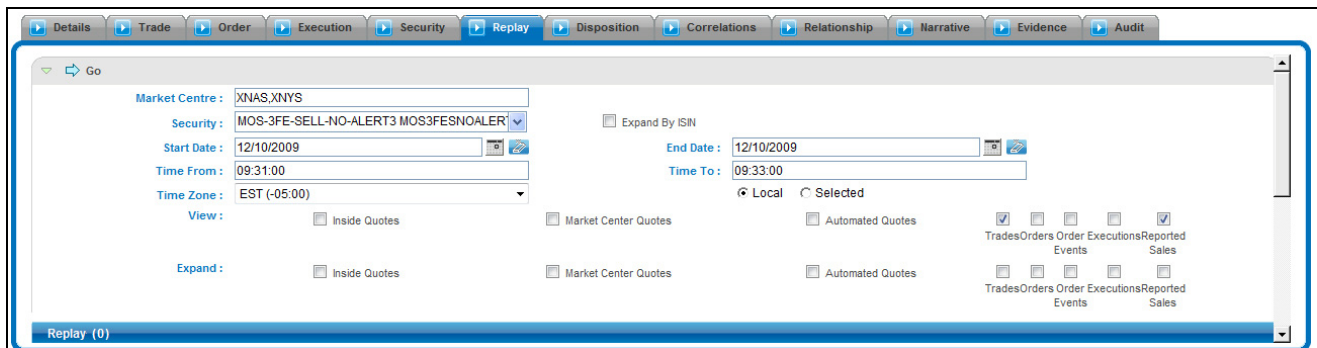 Details Trade Order Execution Security Replay Disposition Correlations Relationship Narrative Evidence Audit
Go
Market Centre : XNAS,XNYS
Security : MOS-3FE-SELL-NO-ALERT3 MOS3FESNOALERT Expand By ISIN
Start Date : 12/10/2009 End Date : 12/10/2009
Time From : 09:31:00 Time To : 09:33:00
Time Zone : EST (-05:00) Local Selected
View : Inside Quotes Market Center Quotes Automated Quotes
Trades Orders Order Executions Reported
Events Sales
Expand : Inside Quotes Market Center Quotes Automated Quotes
Trades Orders Order Executions Reported
Events Sales
Replay (0)